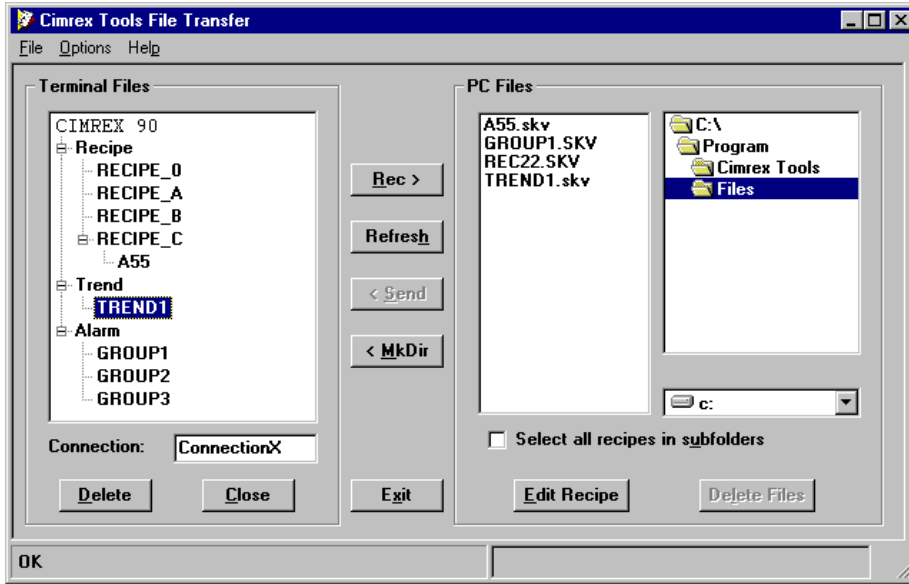 Cimrex Tools File Transfer
File Options Help
Terminal Files
CIMREX 90
Recipe
RECIPE_0
RECIPE_A
RECIPE_B
RECIPE_C
A55
Trend
TREND1
Alarm
GROUP1
GROUP2
GROUP3
Connection: ConnectionX
Delete Close
Rec >
Refresh
< Send
< MkDir
Exit
PC Files
A55.skv
GROUP1.SKV
REC22.SKV
TREND1.skv
C:\
Program
Cimrex Tools
Files
c:
Select all recipes in subfolders
Edit Recipe Delete Files
OK